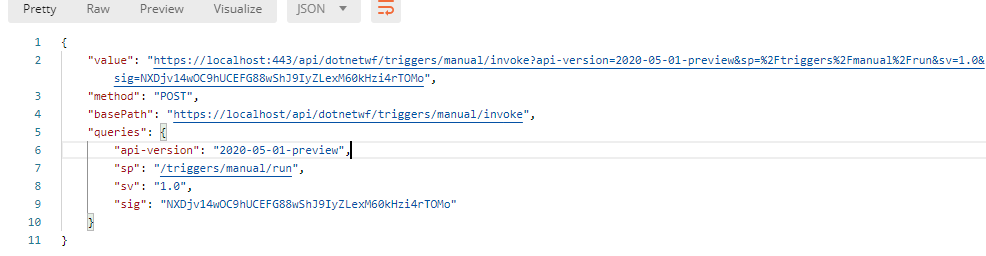 Pretty Raw Preview Visualize JSON
1 {
2 "value": "https://localhost:443/api/dotnetwf/triggers/manual/invoke?api-version=2020-05-01-preview&sp=%2Ftriggers%2Fmanual%2Frun&sv=1.0&
sig=NXDjv14wOC9hUCEFG88wShJ9IyZLexM60kHzi4rTOMo",
3 "method": "POST",
4 "basePath": "https://localhost/api/dotnetwf/triggers/manual/invoke",
5 "queries": {
6 "api-version": "2020-05-01-preview",
7 "sp": "/triggers/manual/run",
8 "sv": "1.0",
9 "sig": "NXDjv14wOC9hUCEFG88wShJ9IyZLexM60kHzi4rTOMo"
10 }
11 }